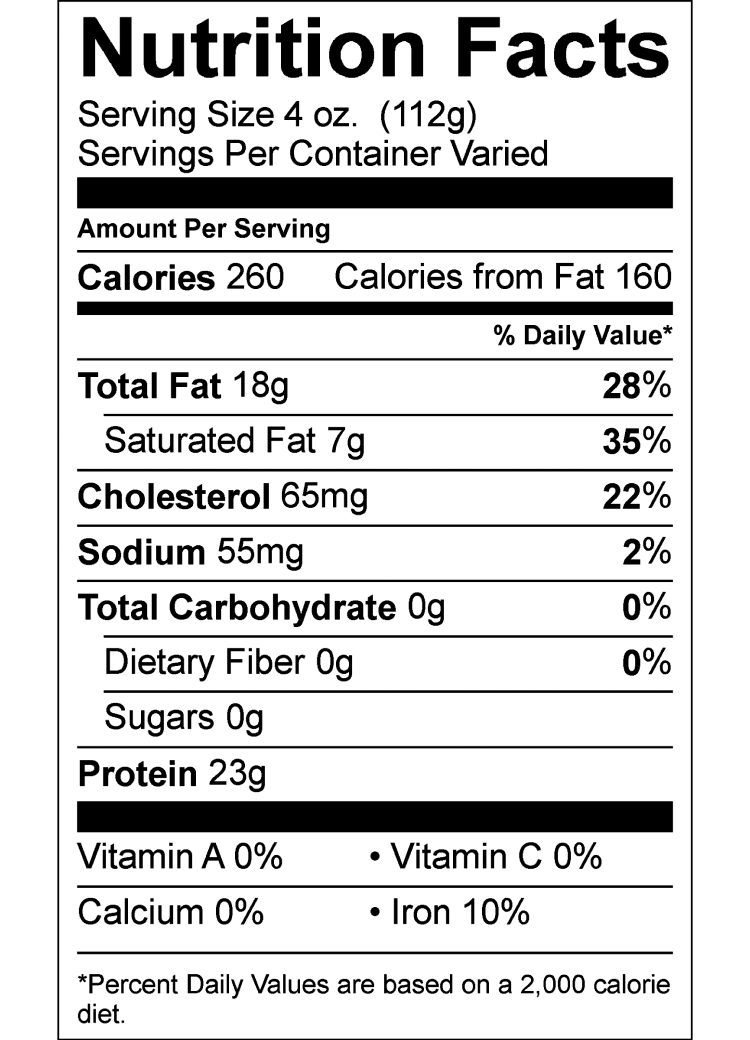 Nutrition Facts
Serving Size 4 oz.  (112g)
Servings Per Container Varied
Amount Per Serving
Calories 260 Calories from Fat 160
% Daily Value*
Total Fat 18g 28%
Saturated Fat 7g 35%
Cholesterol 65mg 22%
Sodium 55mg 2%
Total Carbohydrate 0g 0%
Dietary Fiber 0g 0%
Sugars 0g
Protein 23g
Vitamin A 0% • Vitamin C 0%
Calcium 0% • Iron 10%
*Percent Daily Values are based on a 2,000 calorie
diet.